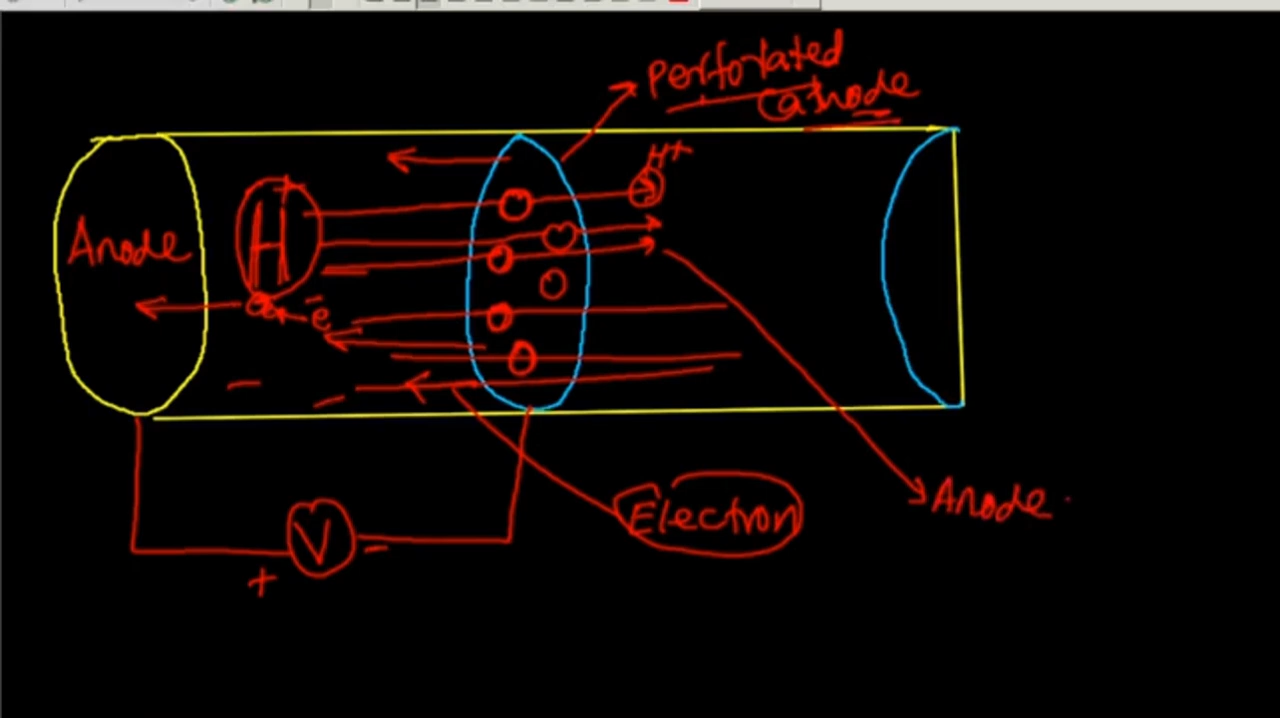 Perforated
Cathode
H+
Anode
H+
e-
Electron
Anode
V
+
-